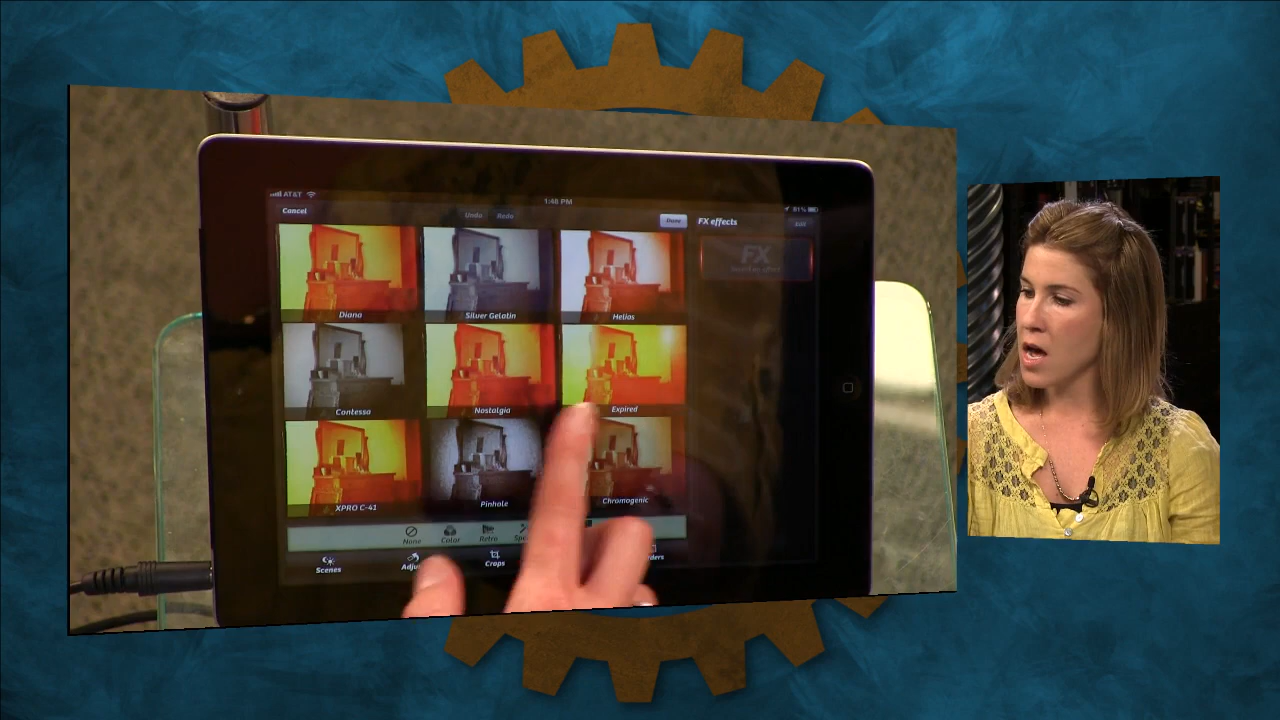 AT&T
1:48 PM
81%
Cancel
Undo
Redo
Done
FX effects
Edit
FX
Diana
Silver Gelatin
Helios
Contessa
Nostalgia
Expired
XPRO C-41
Pinhole
Chromogenic
None
Color
Retro
Scenes
Crops